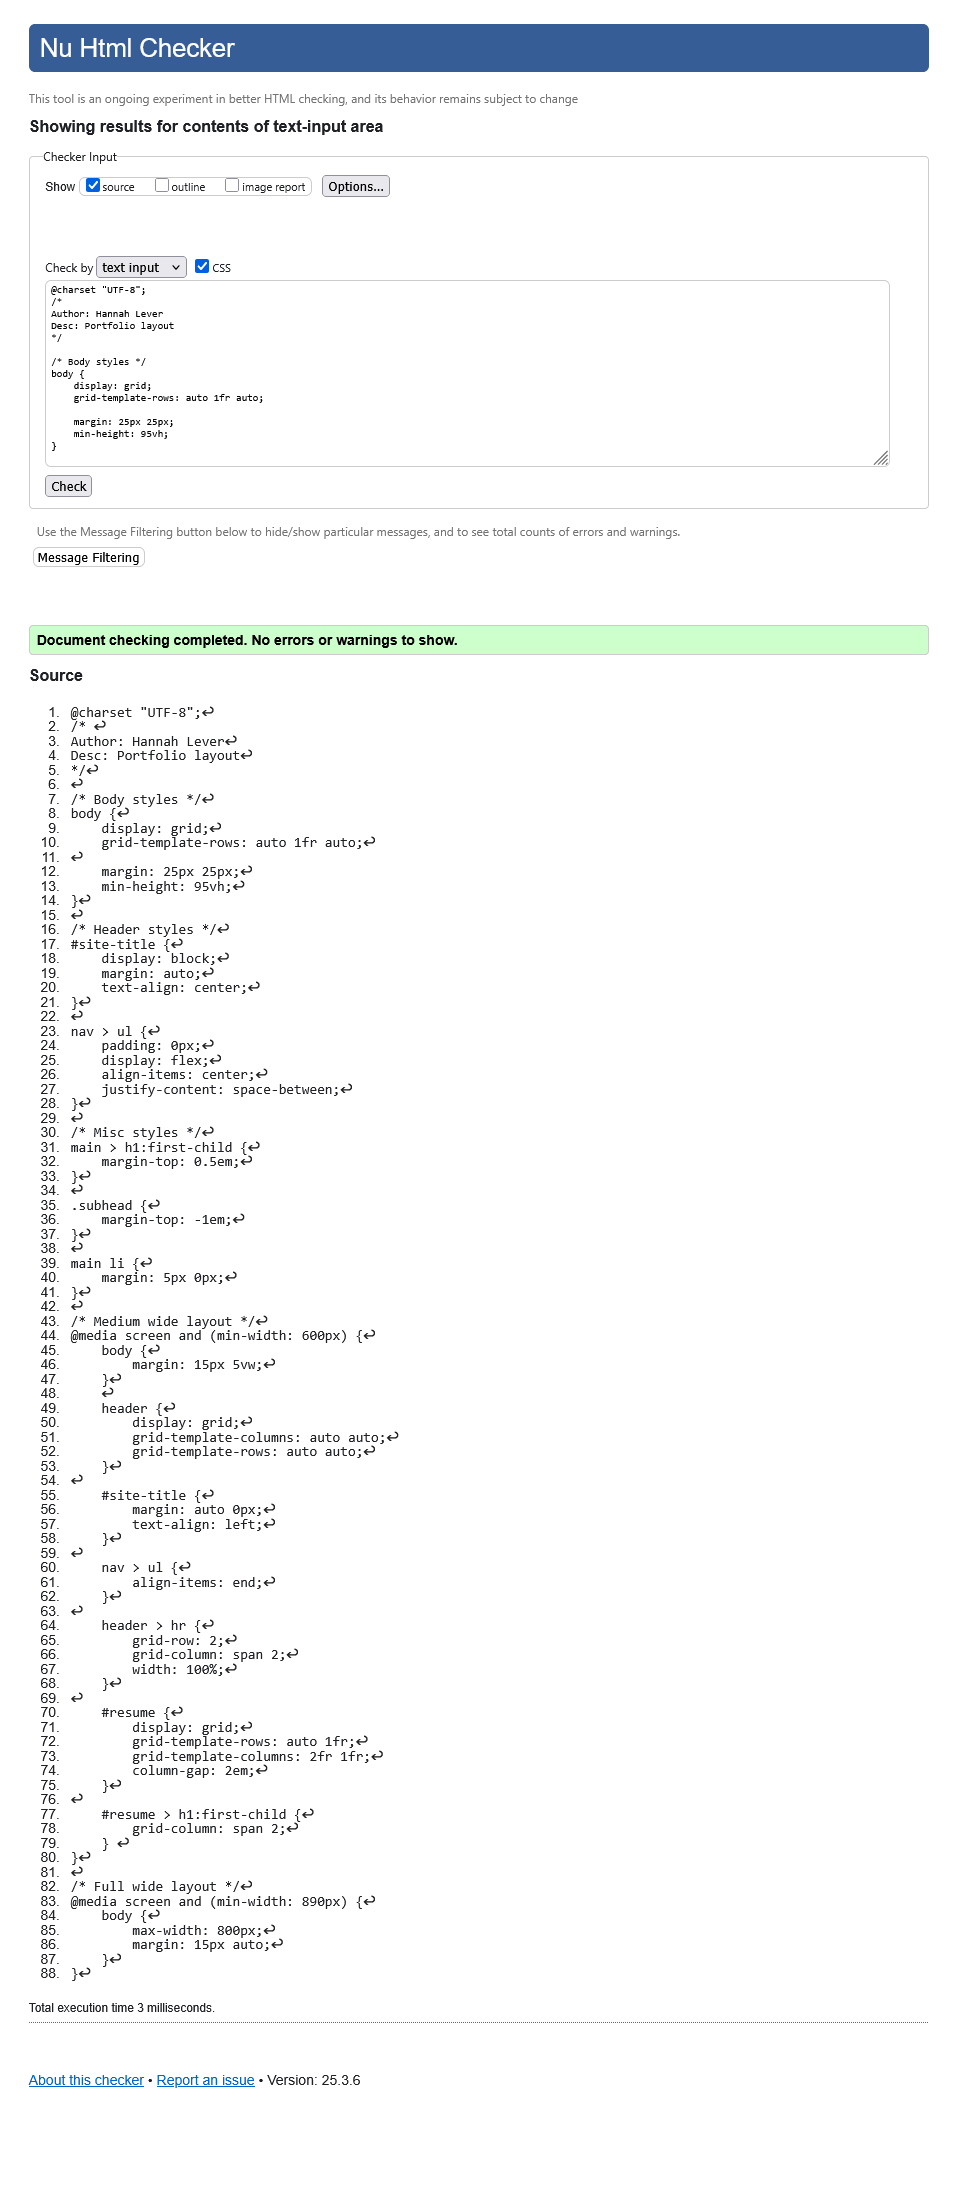 Nu Html Checker
This tool is an ongoing experiment in better HTML checking, and its behavior remains subject to change
Showing results for contents of text-input area
Checker Input
Show source outline image report Options...
Check by text input CSS
@charset "UTF-8";
/*
Author: Hannah Lever
Desc: Portfolio layout
*/
/* Body styles */
body {
    display: grid;
    grid-template-rows: auto 1fr auto;
    margin: 25px 25px;
    min-height: 95vh;
}
Check
Use the Message Filtering button below to hide/show particular messages, and to see total counts of errors and warnings.
Message Filtering
Document checking completed. No errors or warnings to show.
Source
1. @charset "UTF-8";↩
2. /* ↩
3. Author: Hannah Lever↩
4. Desc: Portfolio layout↩
5. */↩
6. ↩
7. /* Body styles */↩
8. body {↩
9.     display: grid;↩
10.     grid-template-rows: auto 1fr auto;↩
11. ↩
12.     margin: 25px 25px;↩
13.     min-height: 95vh;↩
14. }↩
15. ↩
16. /* Header styles */↩
17. #site-title {↩
18.     display: block;↩
19.     margin: auto;↩
20.     text-align: center;↩
21. }↩
22. ↩
23. nav > ul {↩
24.     padding: 0px;↩
25.     display: flex;↩
26.     align-items: center;↩
27.     justify-content: space-between;↩
28. }↩
29. ↩
30. /* Misc styles */↩
31. main > h1:first-child {↩
32.     margin-top: 0.5em;↩
33. }↩
34. ↩
35. .subhead {↩
36.     margin-top: -1em;↩
37. }↩
38. ↩
39. main li {↩
40.     margin: 5px 0px;↩
41. }↩
42. ↩
43. /* Medium wide layout */↩
44. @media screen and (min-width: 600px) {↩
45.     body {↩
46.         margin: 15px 5vw;↩
47.     }↩
48.     ↩
49.     header {↩
50.         display: grid;↩
51.         grid-template-columns: auto auto;↩
52.         grid-template-rows: auto auto;↩
53.     }↩
54. ↩
55.     #site-title {↩
56.         margin: auto 0px;↩
57.         text-align: left;↩
58.     }↩
59. ↩
60.     nav > ul {↩
61.         align-items: end;↩
62.     }↩
63. ↩
64.     header > hr {↩
65.         grid-row: 2;↩
66.         grid-column: span 2;↩
67.         width: 100%;↩
68.     }↩
69. ↩
70.     #resume {↩
71.         display: grid;↩
72.         grid-template-rows: auto 1fr;↩
73.         grid-template-columns: 2fr 1fr;↩
74.         column-gap: 2em;↩
75.     }↩
76. ↩
77.     #resume > h1:first-child {↩
78.         grid-column: span 2;↩
79.     } ↩
80. }↩
81. ↩
82. /* Full wide layout */↩
83. @media screen and (min-width: 890px) {↩
84.     body {↩
85.         max-width: 800px;↩
86.         margin: 15px auto;↩
87.     }↩
88. }↩
Total execution time 3 milliseconds.
About this checker • Report an issue • Version: 25.3.6